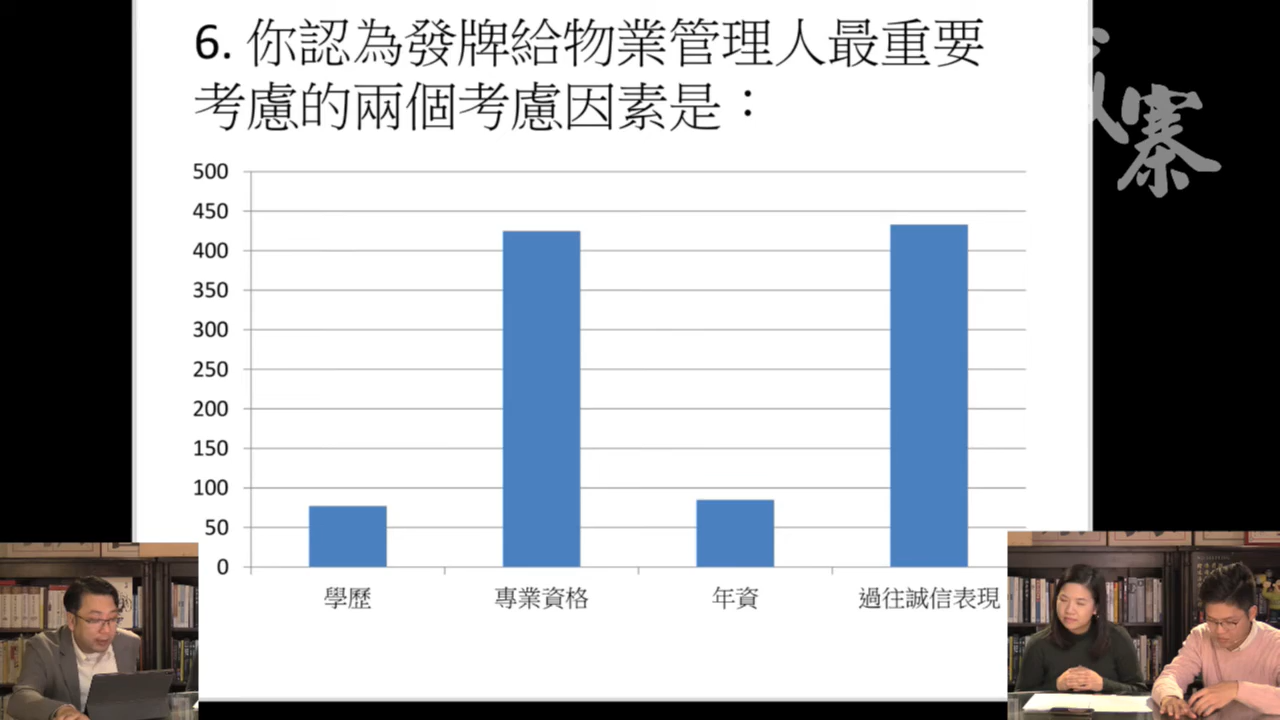 6. 你認為發牌給物業管理人最重要
考慮的兩個考慮因素是：
寨
500
450
400
350
300
250
200
150
100
50
0
學歷
專業資格
年資
過往誠信表現